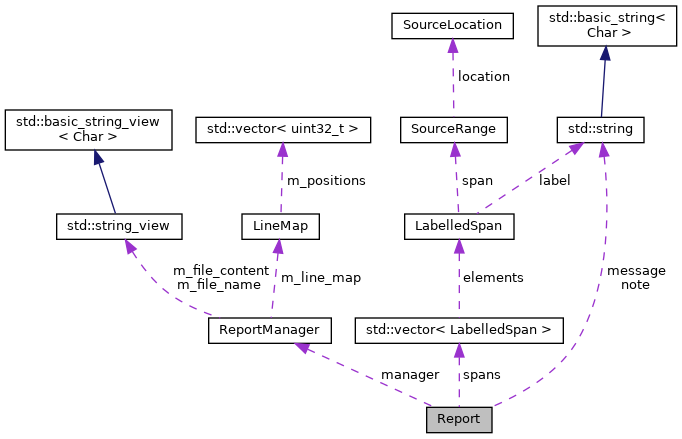 SourceLocation
std::basic_string<
Char >
location
std::basic_string_view
< Char >
std::vector< uint32_t >
SourceRange
std::string
m_positions
span
label
std::string_view
LineMap
LabelledSpan
m_file_content
m_file_name
m_line_map
elements
message
note
ReportManager
std::vector< LabelledSpan >
manager
spans
Report